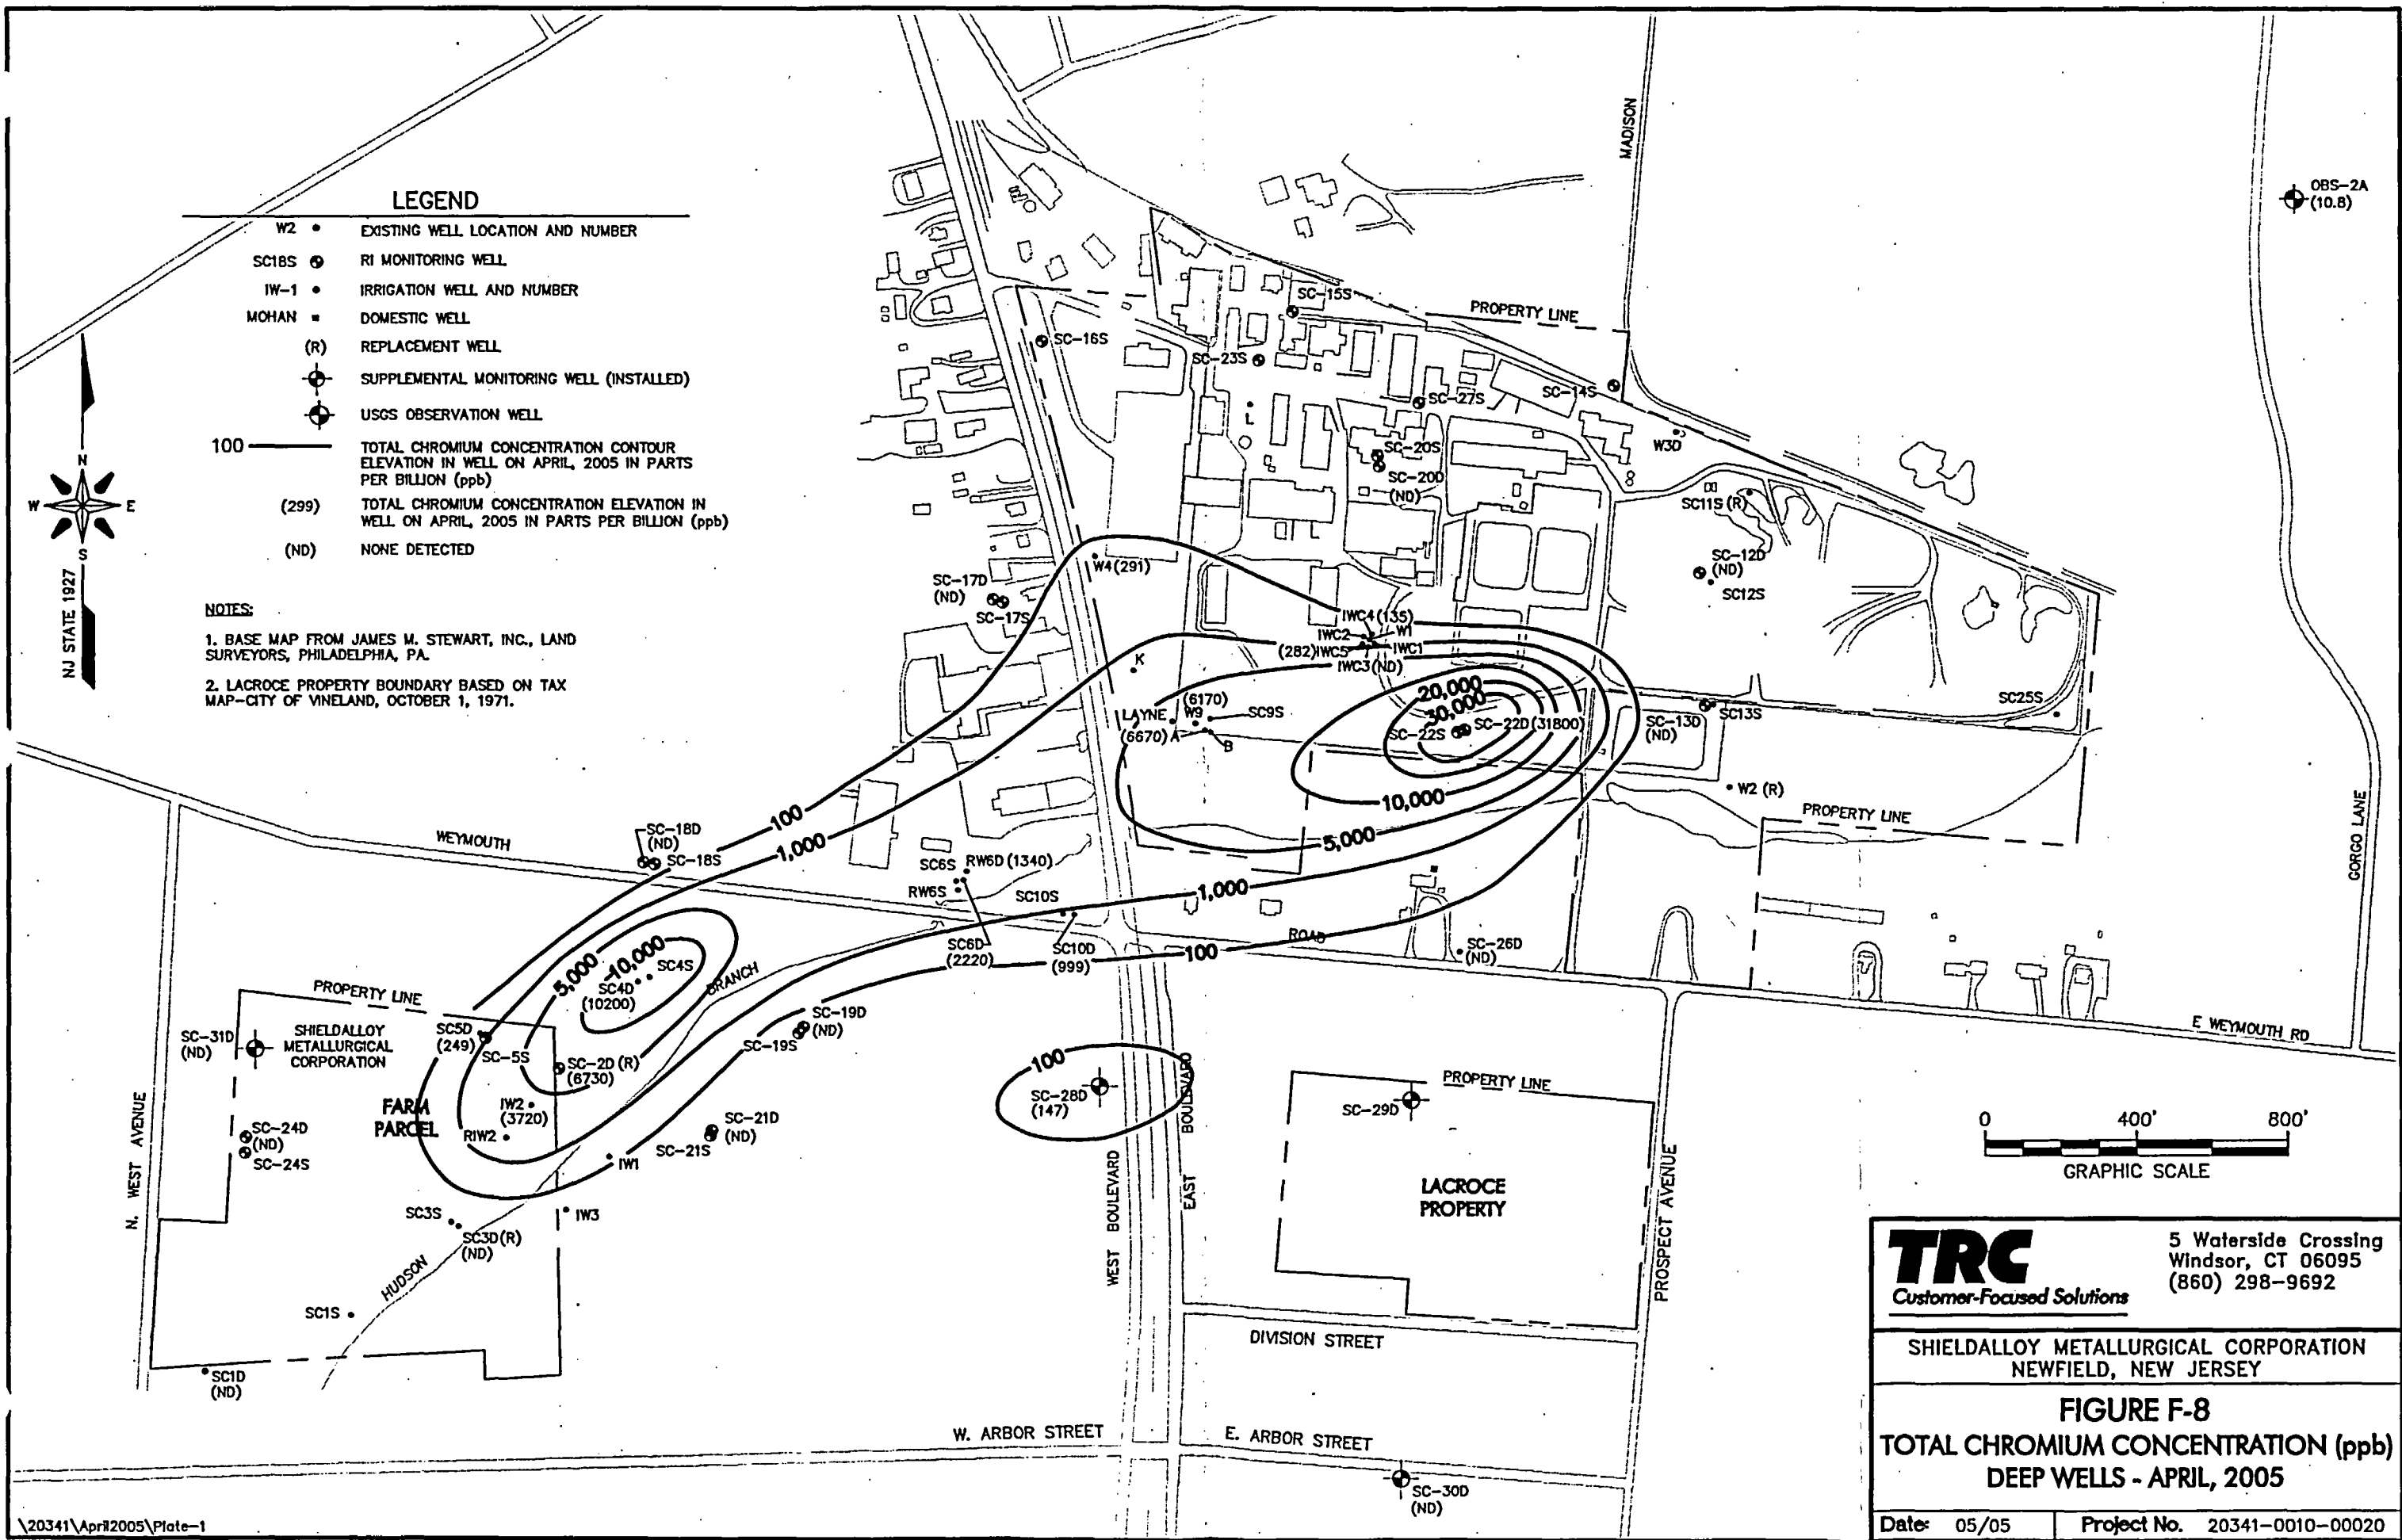 LEGEND
W2 EXISTING WELL LOCATION AND NUMBER
SC18S RI MONITORING WELL
IW-1 IRRIGATION WELL AND NUMBER
MOHAN DOMESTIC WELL
(R) REPLACEMENT WELL
SUPPLEMENTAL MONITORING WELL (INSTALLED)
USGS OBSERVATION WELL
100 TOTAL CHROMIUM CONCENTRATION CONTOUR
ELEVATION IN WELL ON APRIL, 2005 IN PARTS
PER BILLION (ppb)
(299) TOTAL CHROMIUM CONCENTRATION ELEVATION IN
WELL ON APRIL, 2005 IN PARTS PER BILLION (ppb)
(ND) NONE DETECTED
N
W E
S
NJ STATE 1927
NOTES:
1. BASE MAP FROM JAMES M. STEWART, INC., LAND
SURVEYORS, PHILADELPHIA, PA.
2. LACROCE PROPERTY BOUNDARY BASED ON TAX
MAP-CITY OF VINELAND, OCTOBER 1, 1971.
MADISON
OBS-2A
(10.8)
SC-15S
PROPERTY LINE
SC-16S
SC-23S
L
SC-27S
SC-14S
W3D
SC-20S
SC-20D
(ND)
SC11S (R)
SC-12D
(ND)
SC12S
W4 (291)
SC-17D
(ND)
SC-17S
IWC4 (135)
IWC2
W1
(282) IWC5
IWC1
IWC3 (ND)
K
20,000
30,000
(6170)
LAYNE
W9
SC9S
(6670) A
B
SC-22S
SC-22D (31800)
SC-13D
(ND)
SC13S
SC25S
W2 (R)
10,000
PROPERTY LINE
5,000
GORGO LANE
100
1,000
WEYMOUTH
SC-18D
(ND)
SC-18S
SC6S
RW6D (1340)
RW6S
SC10S
1,000
SC6D
(2220)
SC10D
(999)
100
ROAD
SC-26D
(ND)
5,000
10,000
SC4S
SC4D
(10200)
BRANCH
PROPERTY LINE
SC-31D
(ND)
SHIELDALLOY
METALLURGICAL
CORPORATION
SC5D
(249)
SC-5S
SC-2D (R)
(6730)
SC-19D
(ND)
SC-19S
E WEYMOUTH RD
FARM
PARCEL
IW2
(3720)
RIW2
SC-24D
(ND)
SC-24S
SC-21D
(ND)
SC-21S
IW1
100
SC-28D
(147)
PROPERTY LINE
SC-29D
LACROCE
PROPERTY
N. WEST AVENUE
WEST BOULEVARD
EAST BOULEVARD
PROSPECT AVENUE
0 400' 800'
GRAPHIC SCALE
SC3S
SC3D(R)
(ND)
IW3
HUDSON
SC1S
SC1D
(ND)
DIVISION STREET
W. ARBOR STREET
E. ARBOR STREET
SC-30D
(ND)
TRC
Customer-Focused Solutions
5 Waterside Crossing
Windsor, CT 06095
(860) 298-9692
SHIELDALLOY METALLURGICAL CORPORATION
NEWFIELD, NEW JERSEY
FIGURE F-8
TOTAL CHROMIUM CONCENTRATION (ppb)
DEEP WELLS - APRIL, 2005
Date: 05/05 Project No. 20341-0010-00020
\20341\April2005\Plate-1